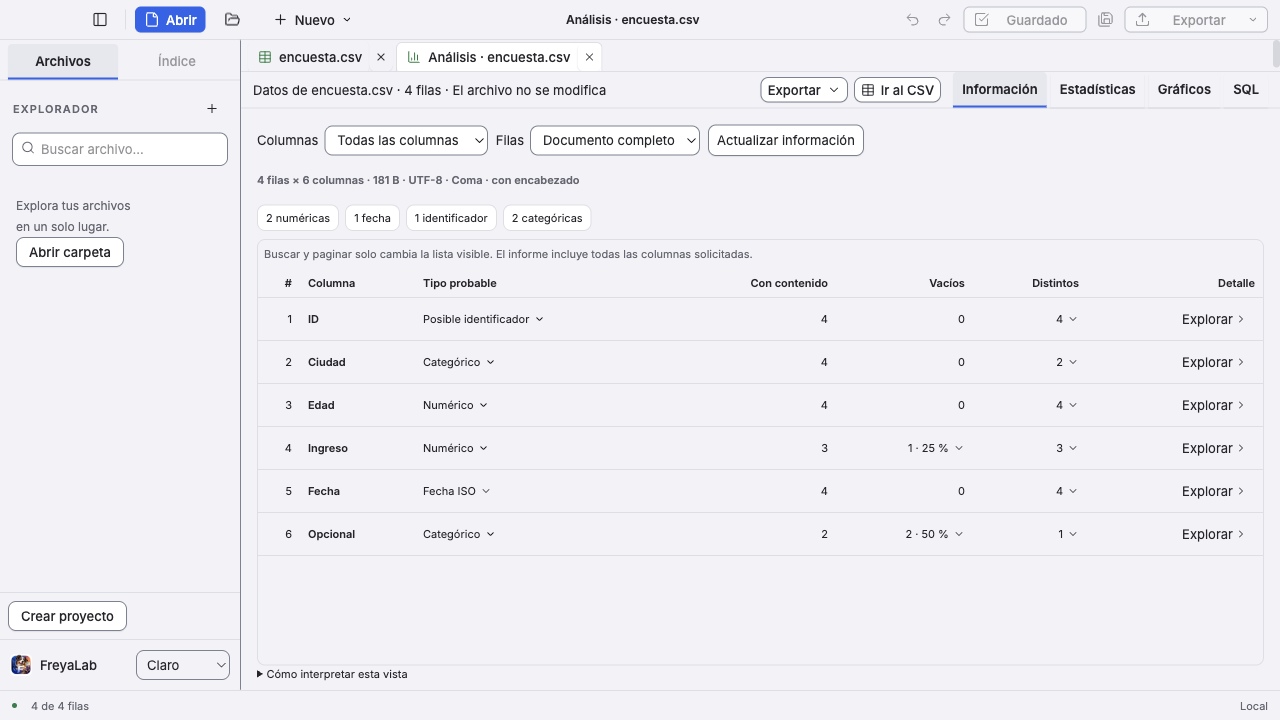 Abrir
Nuevo
Análisis · encuesta.csv
Guardado
Exportar
Archivos
Índice
encuesta.csv
Análisis · encuesta.csv
EXPLORADOR
Buscar archivo...
Explora tus archivos
en un solo lugar.
Abrir carpeta
Crear proyecto
FreyaLab
Claro
Datos de encuesta.csv · 4 filas · El archivo no se modifica
Exportar
Ir al CSV
Información
Estadísticas
Gráficos
SQL
Columnas
Todas las columnas
Filas
Documento completo
Actualizar información
4 filas × 6 columnas · 181 B · UTF-8 · Coma · con encabezado
2 numéricas
1 fecha
1 identificador
2 categóricas
Buscar y paginar solo cambia la lista visible. El informe incluye todas las columnas solicitadas.
# Columna Tipo probable Con contenido Vacíos Distintos Detalle
1 ID Posible identificador 4 0 4 Explorar
2 Ciudad Categórico 4 0 2 Explorar
3 Edad Numérico 4 0 4 Explorar
4 Ingreso Numérico 3 1 · 25 % 3 Explorar
5 Fecha Fecha ISO 4 0 4 Explorar
6 Opcional Categórico 2 2 · 50 % 1 Explorar
Cómo interpretar esta vista
4 de 4 filas
Local